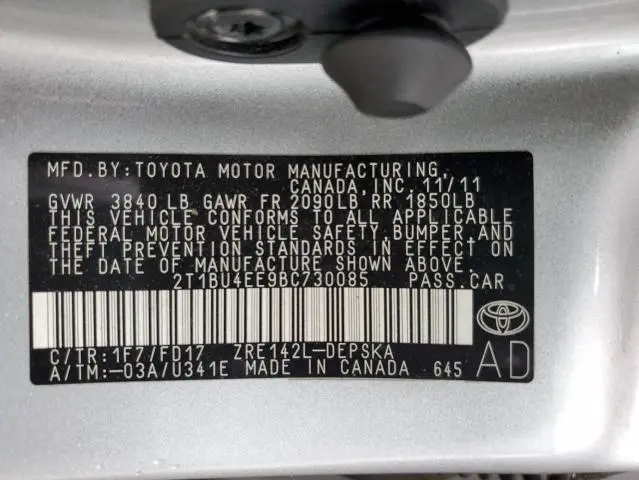 MFD. BY: TOYOTA MOTOR MANUFACTURING,
CANADA, INC. 11/11
GVWR 3840 LB GAWR FR 2090LB RR 1850LB
THIS VEHICLE CONFORMS TO ALL APPLICABLE
FEDERAL MOTOR VEHICLE SAFETY, BUMPER, AND
THEFT PREVENTION STANDARDS IN EFFECT ON
THE DATE OF MANUFACTURE SHOWN ABOVE.
2T1BU4EE9BC730085 PASS. CAR
C/TR: 1F7/FD17 ZRE142L-DEPSKA
A/TM: -03A/U341E MADE IN CANADA 645
AD